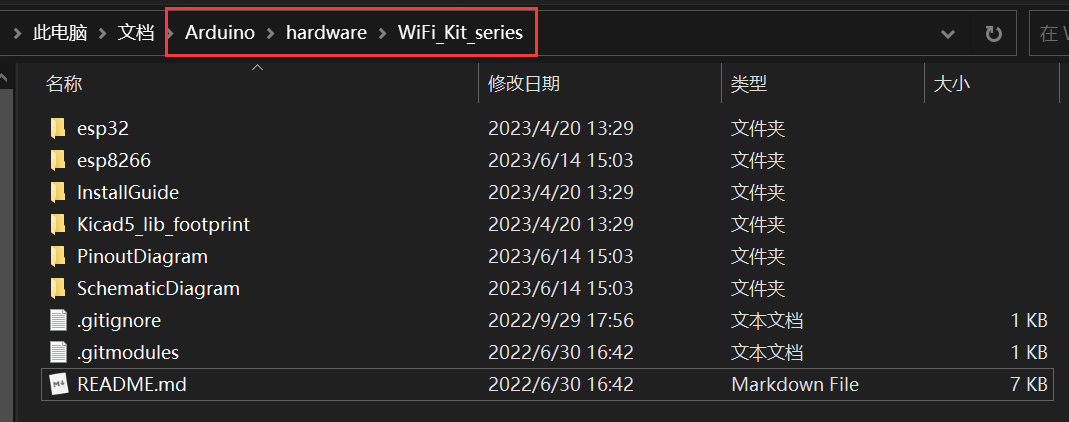 此电脑 > 文档 > Arduino > hardware > WiFi_Kit_series
在 W
名称 修改日期 类型 大小
esp32 2023/4/20 13:29 文件夹
esp8266 2023/6/14 15:03 文件夹
InstallGuide 2023/4/20 13:29 文件夹
Kicad5_lib_footprint 2023/4/20 13:29 文件夹
PinoutDiagram 2023/6/14 15:03 文件夹
SchematicDiagram 2023/6/14 15:03 文件夹
.gitignore 2022/9/29 17:56 文本文档 1 KB
.gitmodules 2022/6/30 16:42 文本文档 1 KB
README.md 2022/6/30 16:42 Markdown File 7 KB